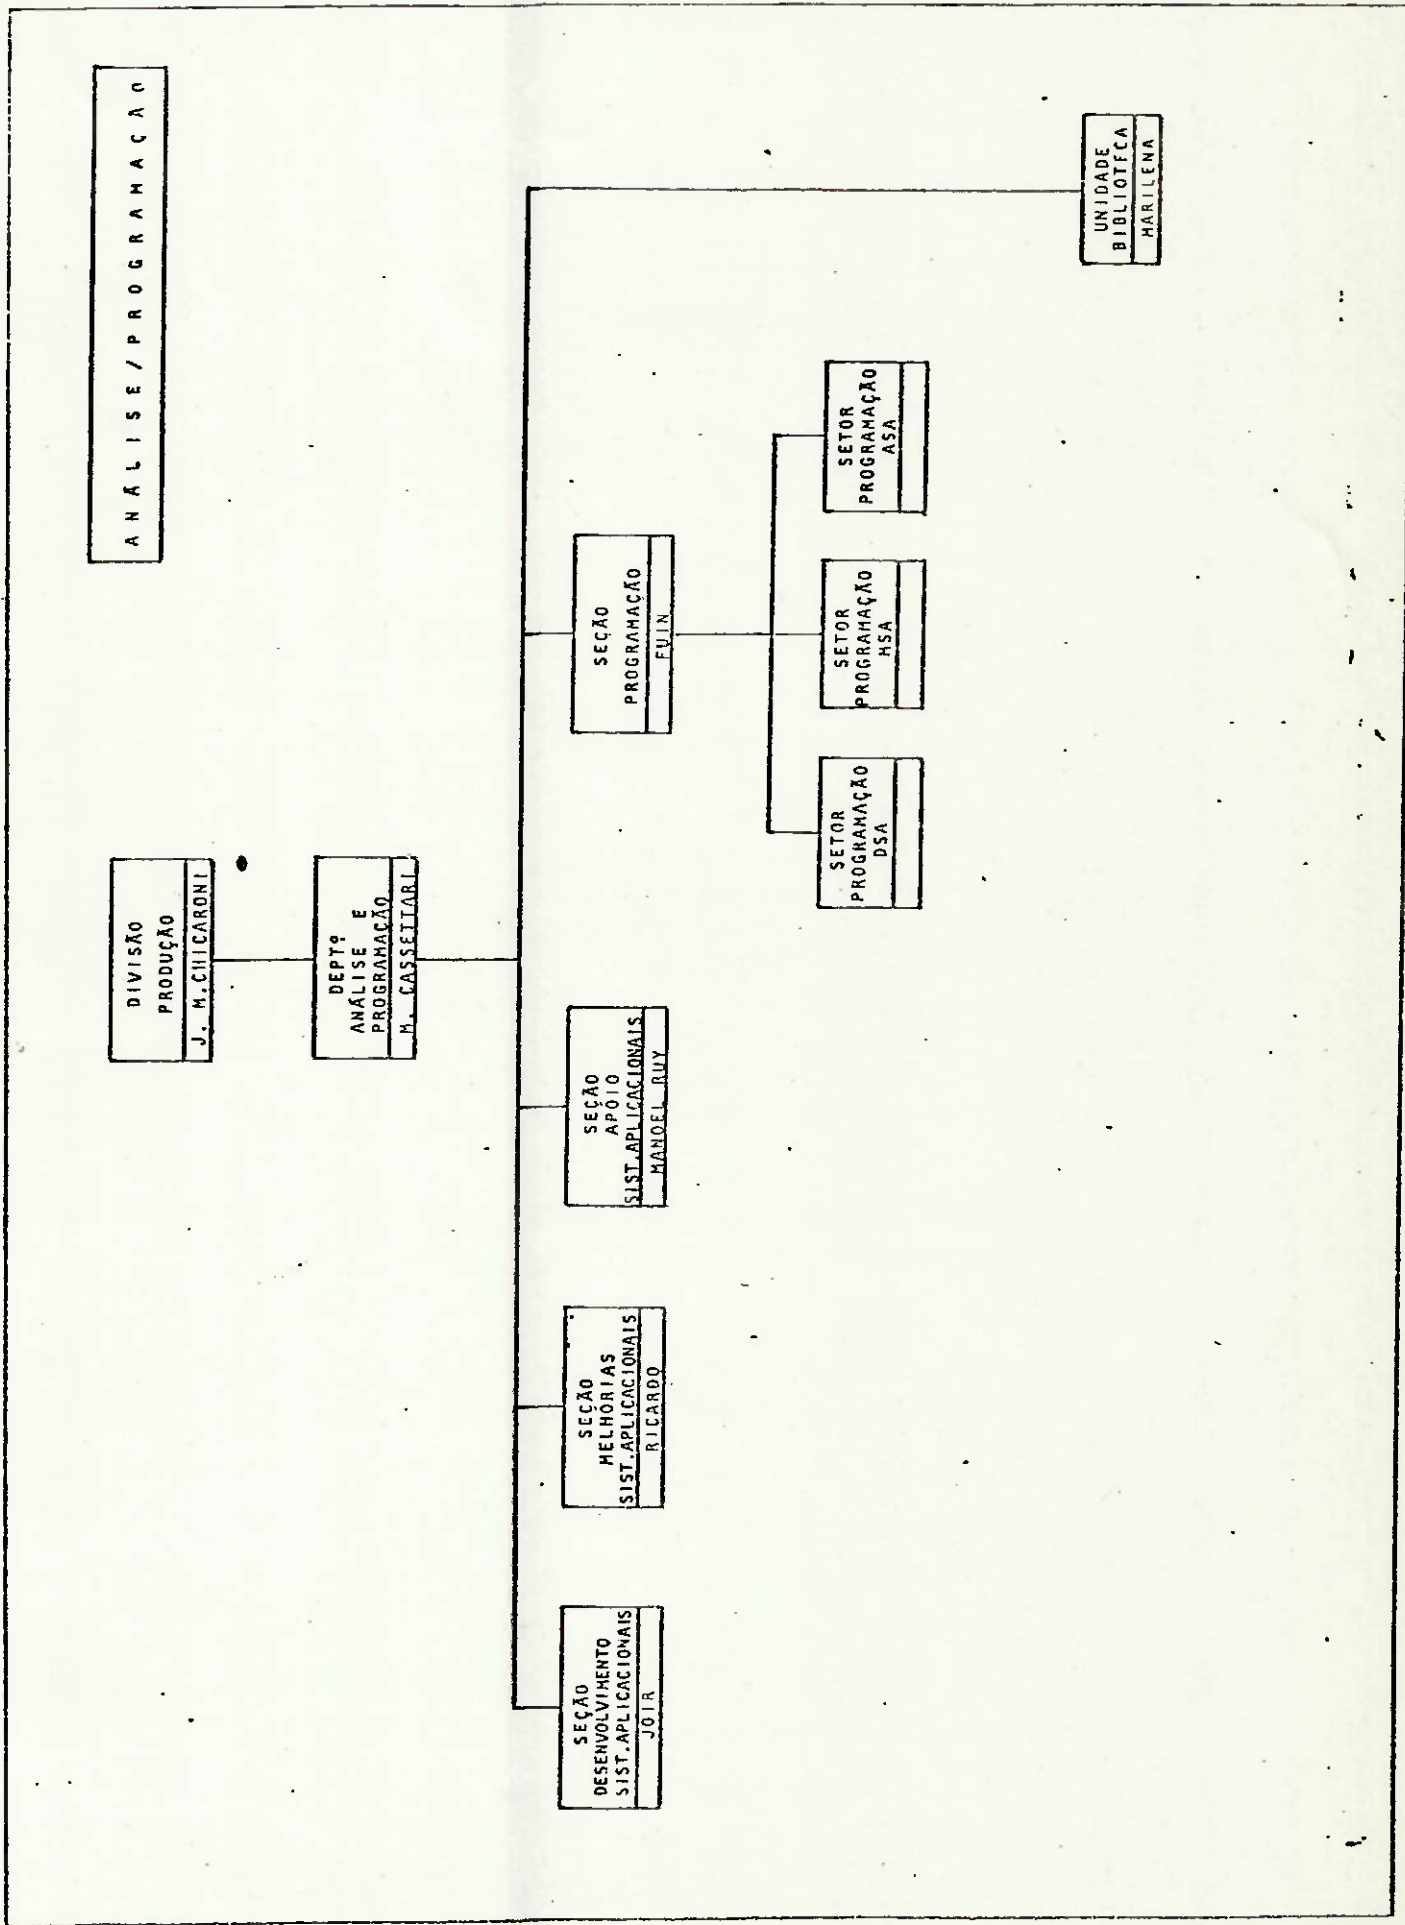 ANÁLISE/PROGRAMAÇÃO
DIVISÃO
PRODUÇÃO
J. M. CHICARONI
DEPTº
ANÁLISE E
PROGRAMAÇÃO
M. CASSETTARI
SEÇÃO
DESENVOLVIMENTO
SIST.APLICACIONAIS
JOIR
SEÇÃO
MELHORIAS
SIST.APLICACIONAIS
RICARDO
SEÇÃO
APOIO
SIST.APLICACIONAIS
MANOEL RUY
SEÇÃO
PROGRAMAÇÃO
FUIN
SETOR
PROGRAMAÇÃO
DSA
SETOR
PROGRAMAÇÃO
MSA
SETOR
PROGRAMAÇÃO
ASA
UNIDADE
BIBLIOTECA
MARILENA